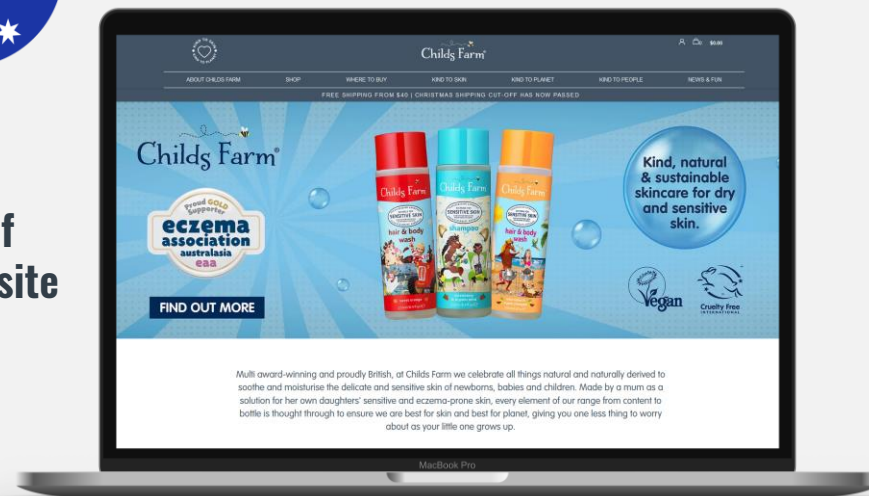 f
site
Childs Farm
$0.00
ABOUT CHILDS FARM SHOP WHERE TO BUY KIND TO SKIN KIND TO PLANET KIND TO PEOPLE NEWS & FUN
FREE SHIPPING FROM $40 | CHRISTMAS SHIPPING CUT-OFF HAS NOW PASSED
Childs Farm
Proud GOLD
Supporter
eczema
association
australasia
eaa
FIND OUT MORE
Childs Farm
SENSITIVE SKIN
hair & body
wash
Childs Farm
SENSITIVE SKIN
shampoo
Childs Farm
SENSITIVE SKIN
hair & body
wash
Kind, natural
& sustainable
skincare for dry
and sensitive
skin.
Vegan
Cruelty Free
INTERNATIONAL
Multi award-winning and proudly British, at Childs Farm we celebrate all things natural and naturally derived to
soothe and moisturise the delicate and sensitive skin of newborns, babies and children. Made by a mum as a
solution for her own daughters' sensitive and eczema-prone skin, every element of our range from content to
bottle is thought through to ensure we are best for skin and best for planet, giving you one less thing to worry
about as your little one grows up.
MacBook Pro